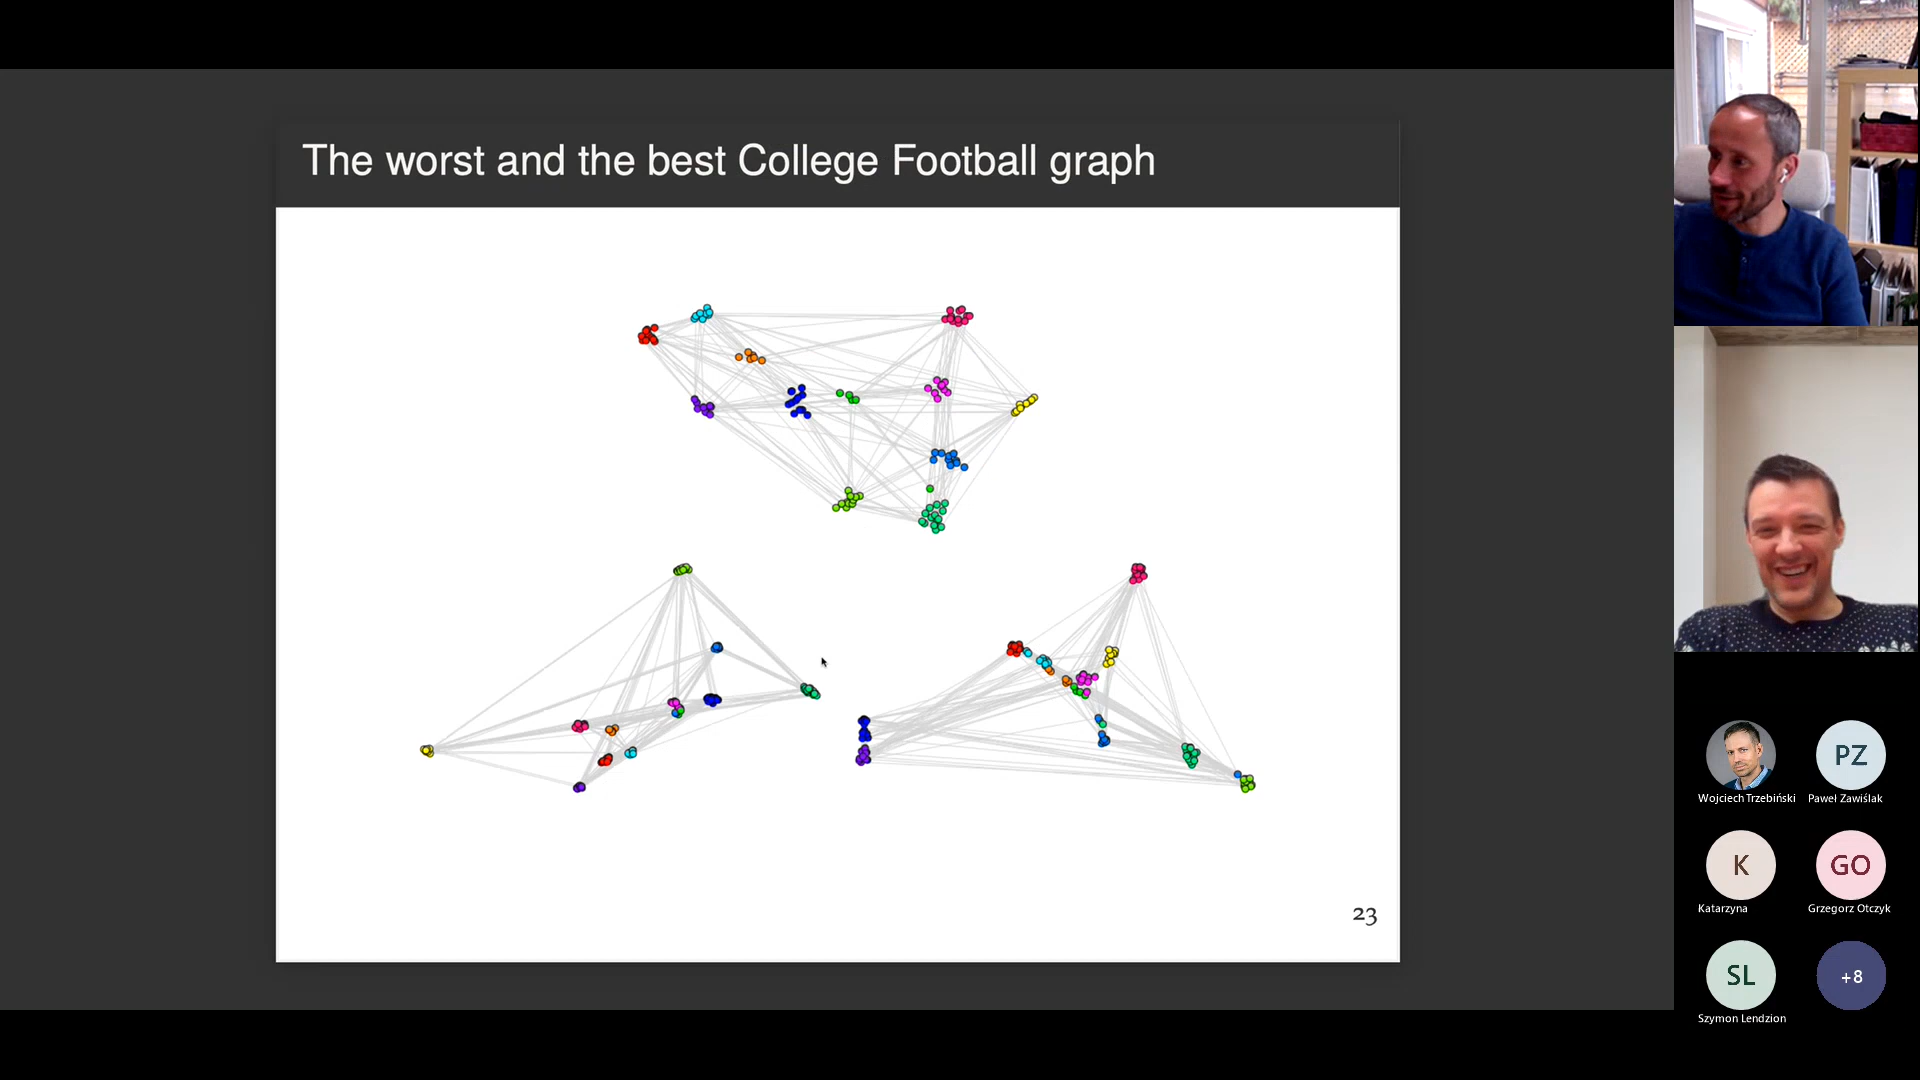 The worst and the best College Football graph
23
Wojciech Trzebiński
PZ
Paweł Zawiślak
K
Katarzyna
GO
Grzegorz Otczyk
SL
Szymon Lendzion
+8